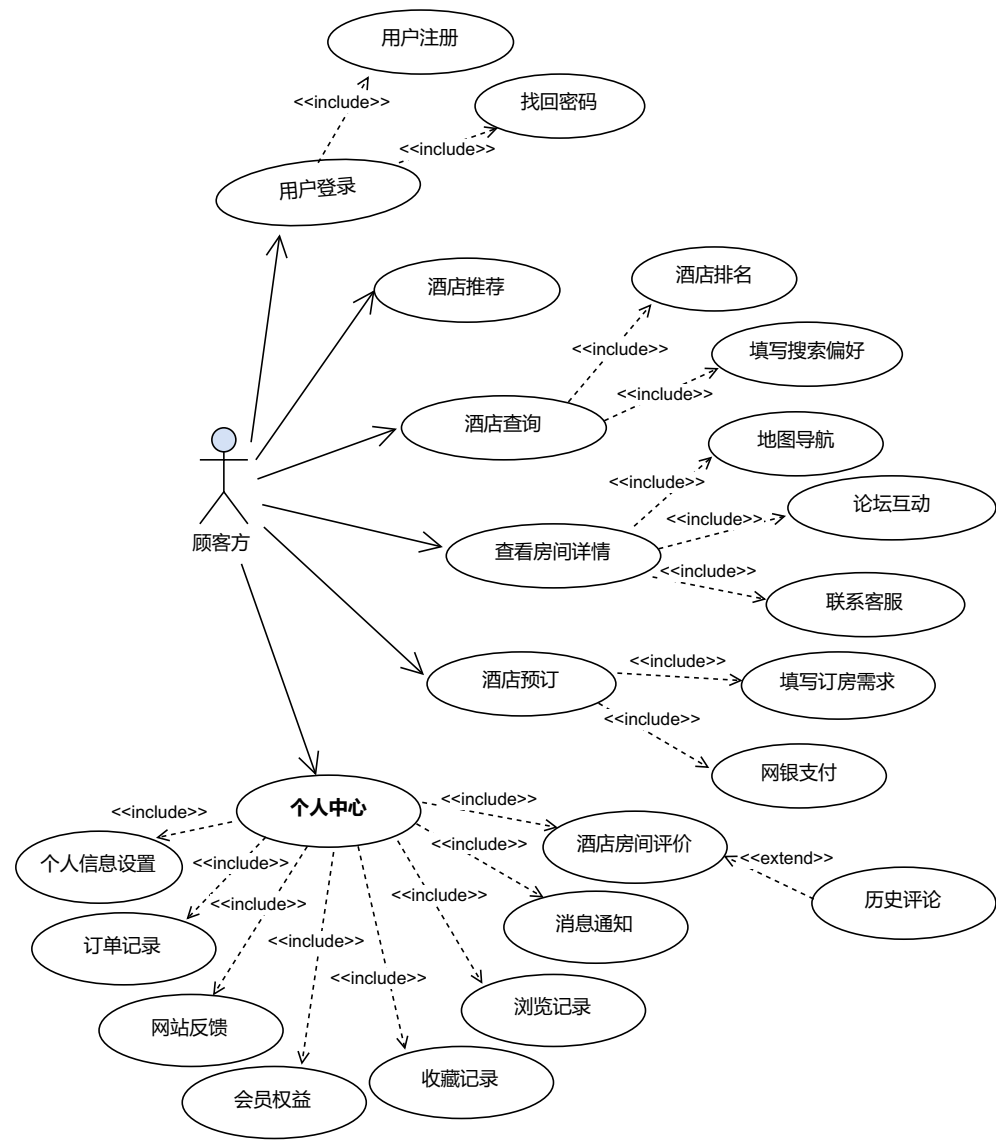 用户注册
<<include>>
找回密码
<<include>>
用户登录
酒店推荐
酒店排名
<<include>>
填写搜索偏好
<<include>>
酒店查询
地图导航
<<include>>
论坛互动
<<include>>
查看房间详情
<<include>>
联系客服
顾客方
<<include>>
酒店预订
填写订房需求
<<include>>
网银支付
个人中心
<<include>>
<<include>>
酒店房间评价
<<include>>
<<extend>>
个人信息设置
<<include>>
历史评论
<<include>>
消息通知
订单记录
<<include>>
<<include>>
<<include>>
浏览记录
网站反馈
收藏记录
会员权益